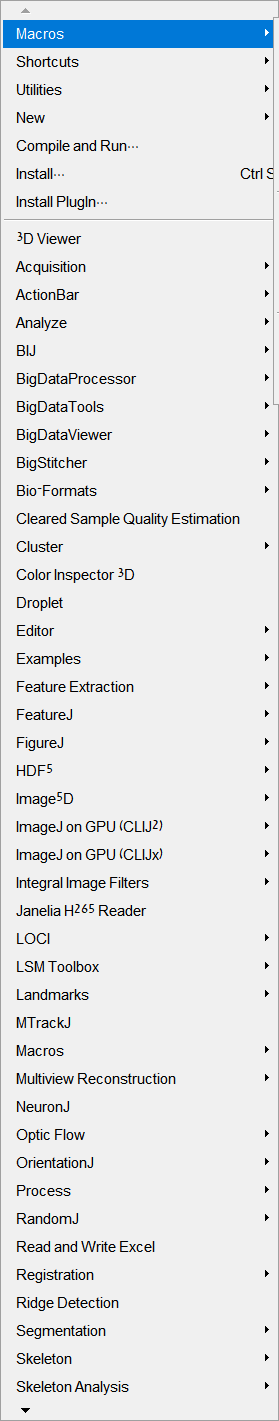 Macros
Shortcuts
Utilities
New
Compile and Run...
Install... Ctrl S
Install PlugIn...
3D Viewer
Acquisition
ActionBar
Analyze
BIJ
BigDataProcessor
BigDataTools
BigDataViewer
BigStitcher
Bio-Formats
Cleared Sample Quality Estimation
Cluster
Color Inspector 3D
Droplet
Editor
Examples
Feature Extraction
FeatureJ
FigureJ
HDF5
Image5D
ImageJ on GPU (CLIJ2)
ImageJ on GPU (CLIJx)
Integral Image Filters
Janelia H265 Reader
LOCI
LSM Toolbox
Landmarks
MTrackJ
Macros
Multiview Reconstruction
NeuronJ
Optic Flow
OrientationJ
Process
RandomJ
Read and Write Excel
Registration
Ridge Detection
Segmentation
Skeleton
Skeleton Analysis